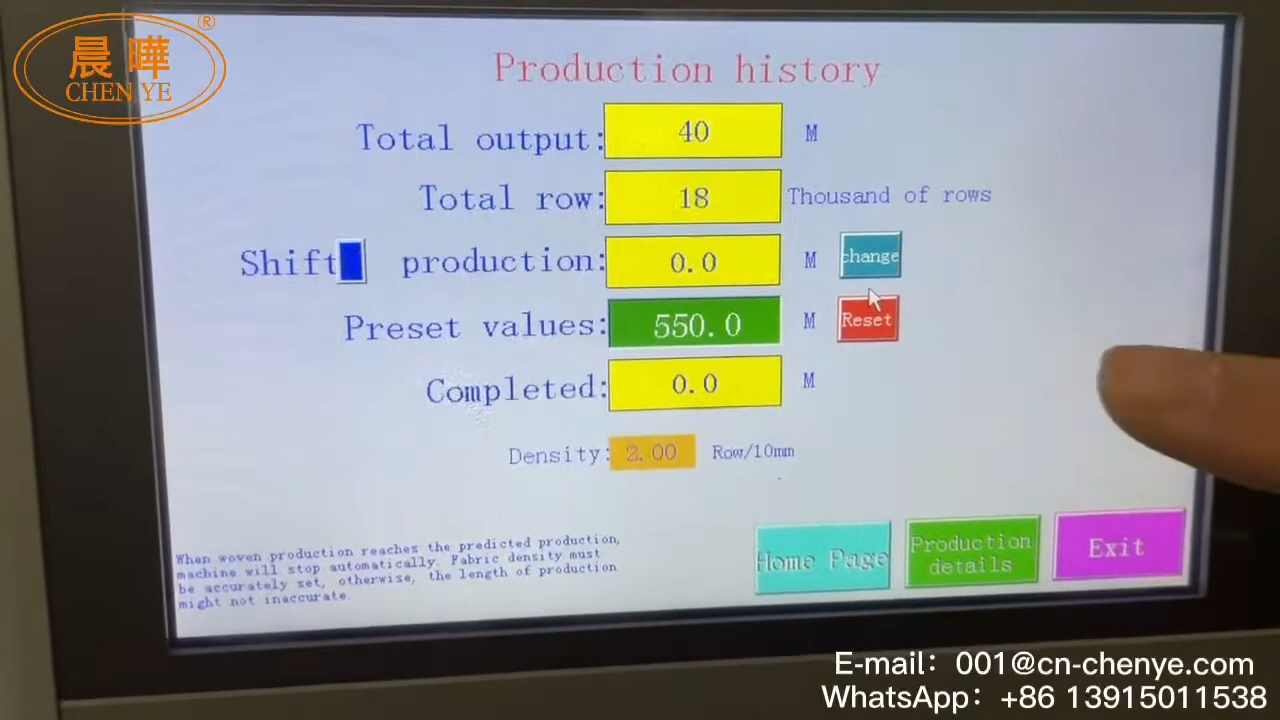 晨曄®
CHEN YE
Production history
Total output: 40 M
Total row: 18 Thousand of rows
Shift production: 0.0 M change
Preset values: 550.0 M Reset
Completed: 0.0 M
Density: 2.00 Row/10mm
When woven production reaches the predicted production,
machine will stop automatically. Fabric density must
be accurately set, otherwise, the length of production
might not inaccurate.
Home Page
Production
details
Exit
E-mail：001@cn-chenye.com
WhatsApp：+86 13915011538